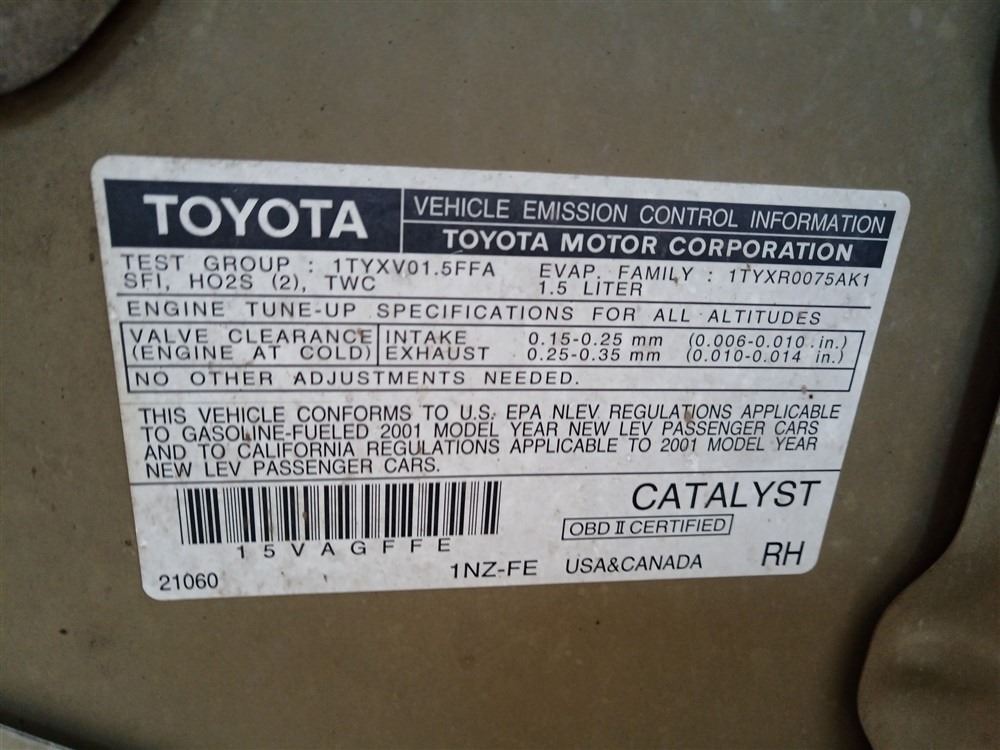 TOYOTA
VEHICLE EMISSION CONTROL INFORMATION
TOYOTA MOTOR CORPORATION
TEST GROUP : 1TYXV01.5FFA EVAP. FAMILY : 1TYXR0075AK1
SFI, HO2S (2), TWC 1.5 LITER
ENGINE TUNE-UP SPECIFICATIONS FOR ALL ALTITUDES
VALVE CLEARANCE INTAKE 0.15-0.25 mm (0.006-0.010 in.)
(ENGINE AT COLD) EXHAUST 0.25-0.35 mm (0.010-0.014 in.)
NO OTHER ADJUSTMENTS NEEDED.
THIS VEHICLE CONFORMS TO U.S. EPA NLEV REGULATIONS APPLICABLE
TO GASOLINE-FUELED 2001 MODEL YEAR NEW LEV PASSENGER CARS
AND TO CALIFORNIA REGULATIONS APPLICABLE TO 2001 MODEL YEAR
NEW LEV PASSENGER CARS.
CATALYST
OBD II CERTIFIED
15VAGFFE
21060 1NZ-FE USA&CANADA RH